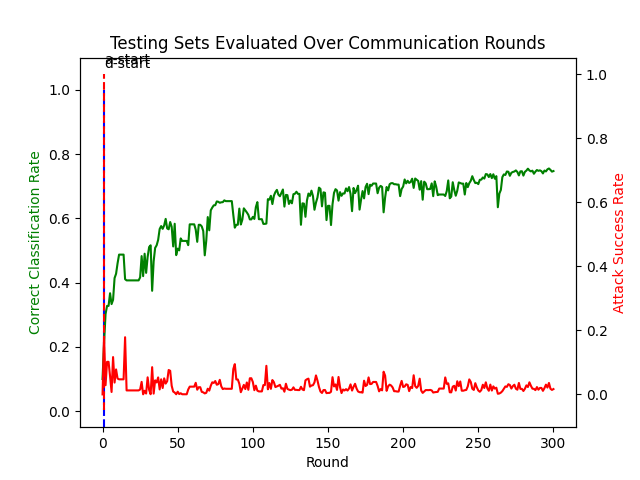 Testing Sets Evaluated Over Communication Rounds
a-start
d-start
1.0
0.8
0.6
0.4
0.2
0.0
Correct Classification Rate
1.0
0.8
0.6
0.4
0.2
0.0
Attack Success Rate
0 50 100 150 200 250 300
Round